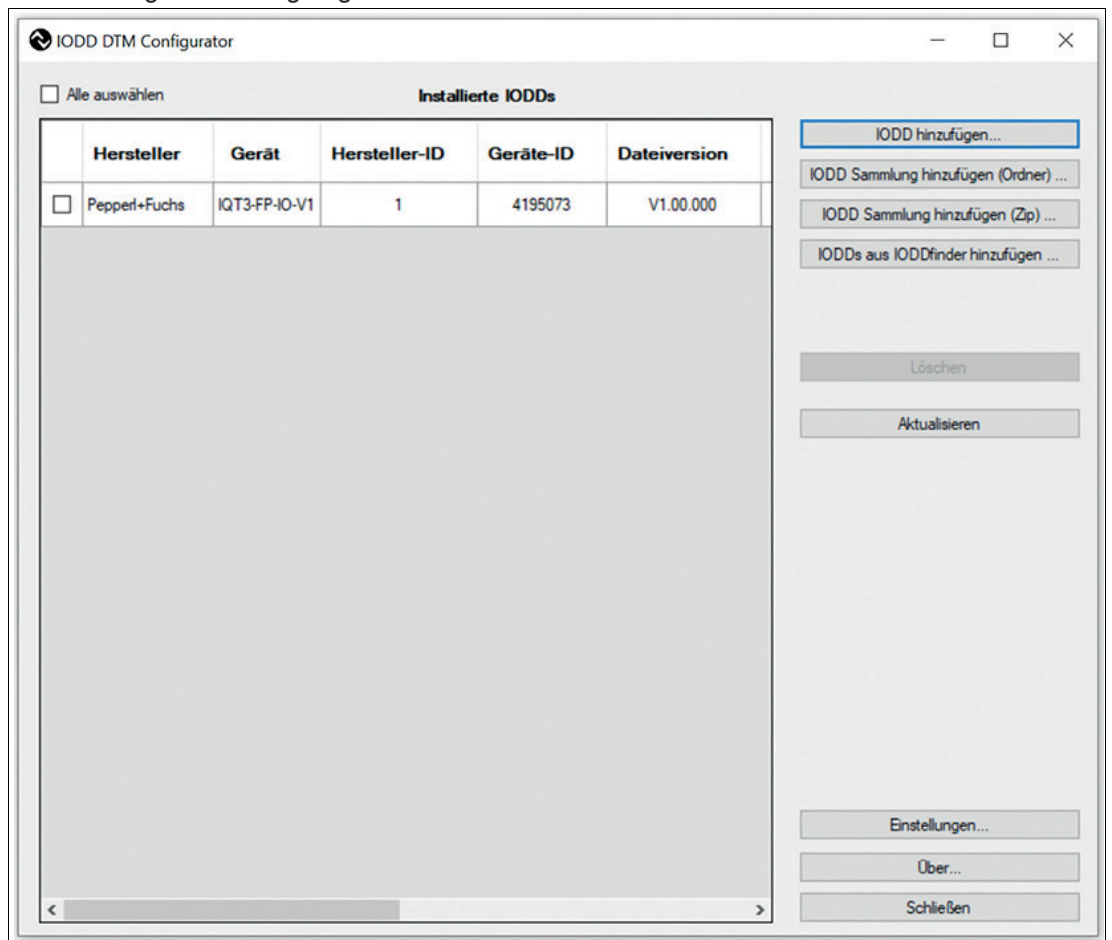 IODD DTM Configurator
Alle auswählen
Installierte IODDs
Hersteller Gerät Hersteller-ID Geräte-ID Dateiversion
Pepperl+Fuchs IQT3-FP-IO-V1 1 4195073 V1.00.000
IODD hinzufügen...
IODD Sammlung hinzufügen (Ordner) ...
IODD Sammlung hinzufügen (Zip) ...
IODDs aus IODDfinder hinzufügen ...
Löschen
Aktualisieren
Einstellungen...
Über...
Schließen